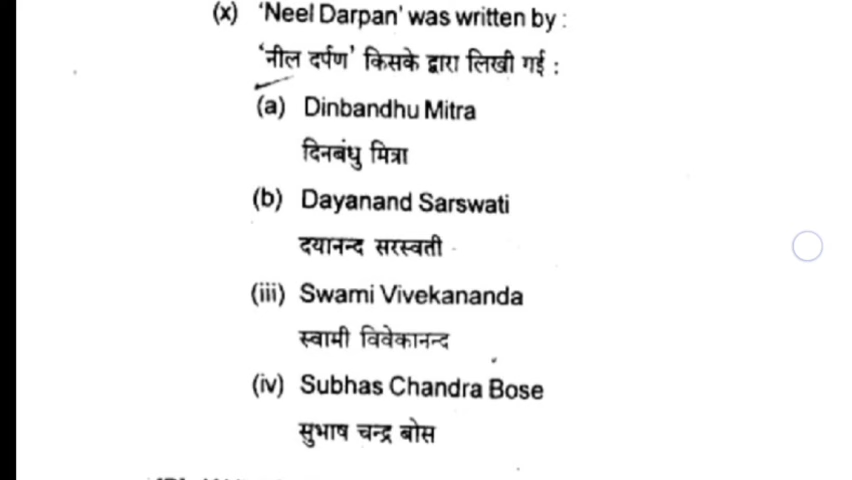 (x) 'Neel Darpan' was written by :
'नील दर्पण' किसके द्वारा लिखी गई :
(a) Dinbandhu Mitra
दिनबंधु मित्रा
(b) Dayanand Sarswati
दयानन्द सरस्वती
(iii) Swami Vivekananda
स्वामी विवेकानन्द
(iv) Subhas Chandra Bose
सुभाष चन्द्र बोस